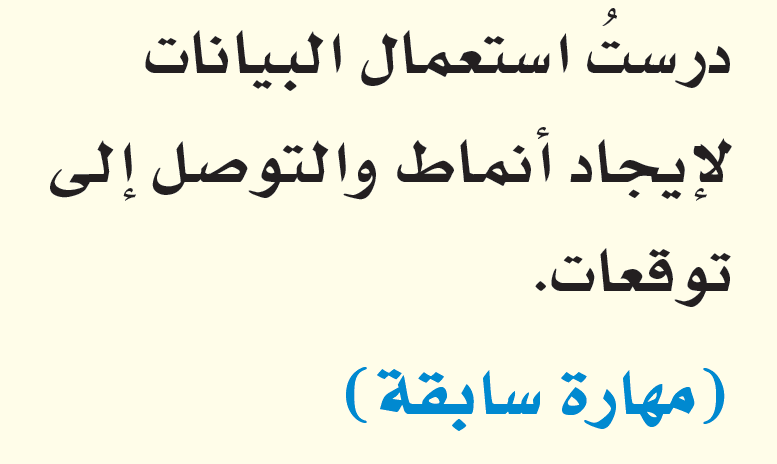 درستُ استعمال البيانات
لإيجاد أنماط والتوصل إلى
توقعات.
(مهارة سابقة)